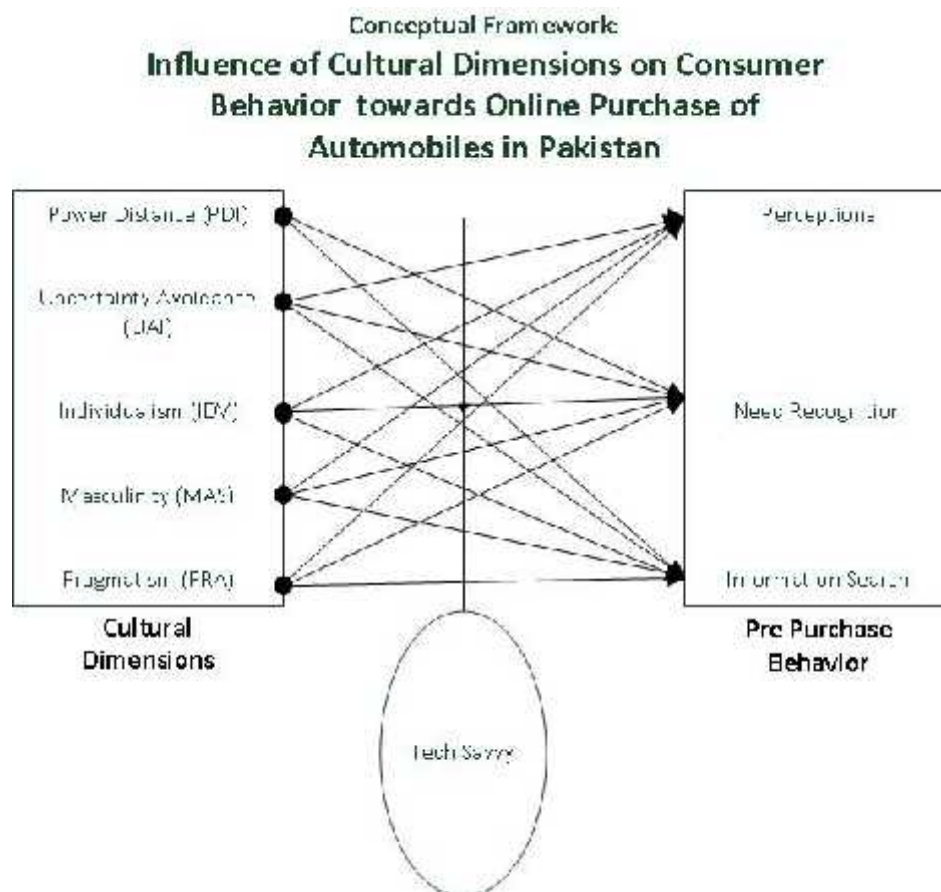 Conceptual Framework
Influence of Cultural Dimensions on Consumer
Behavior towards Online Purchase of
Automobiles in Pakistan
Power Distance (PDI)
Uncertainty Avoidance
(UAI)
Individualism (IDV)
Masculinity (MAS)
Pragmatism (PRA)
Cultural
Dimensions
Perceptions
Need Recognition
Information Search
Pre Purchase
Behavior
Tech Savvy